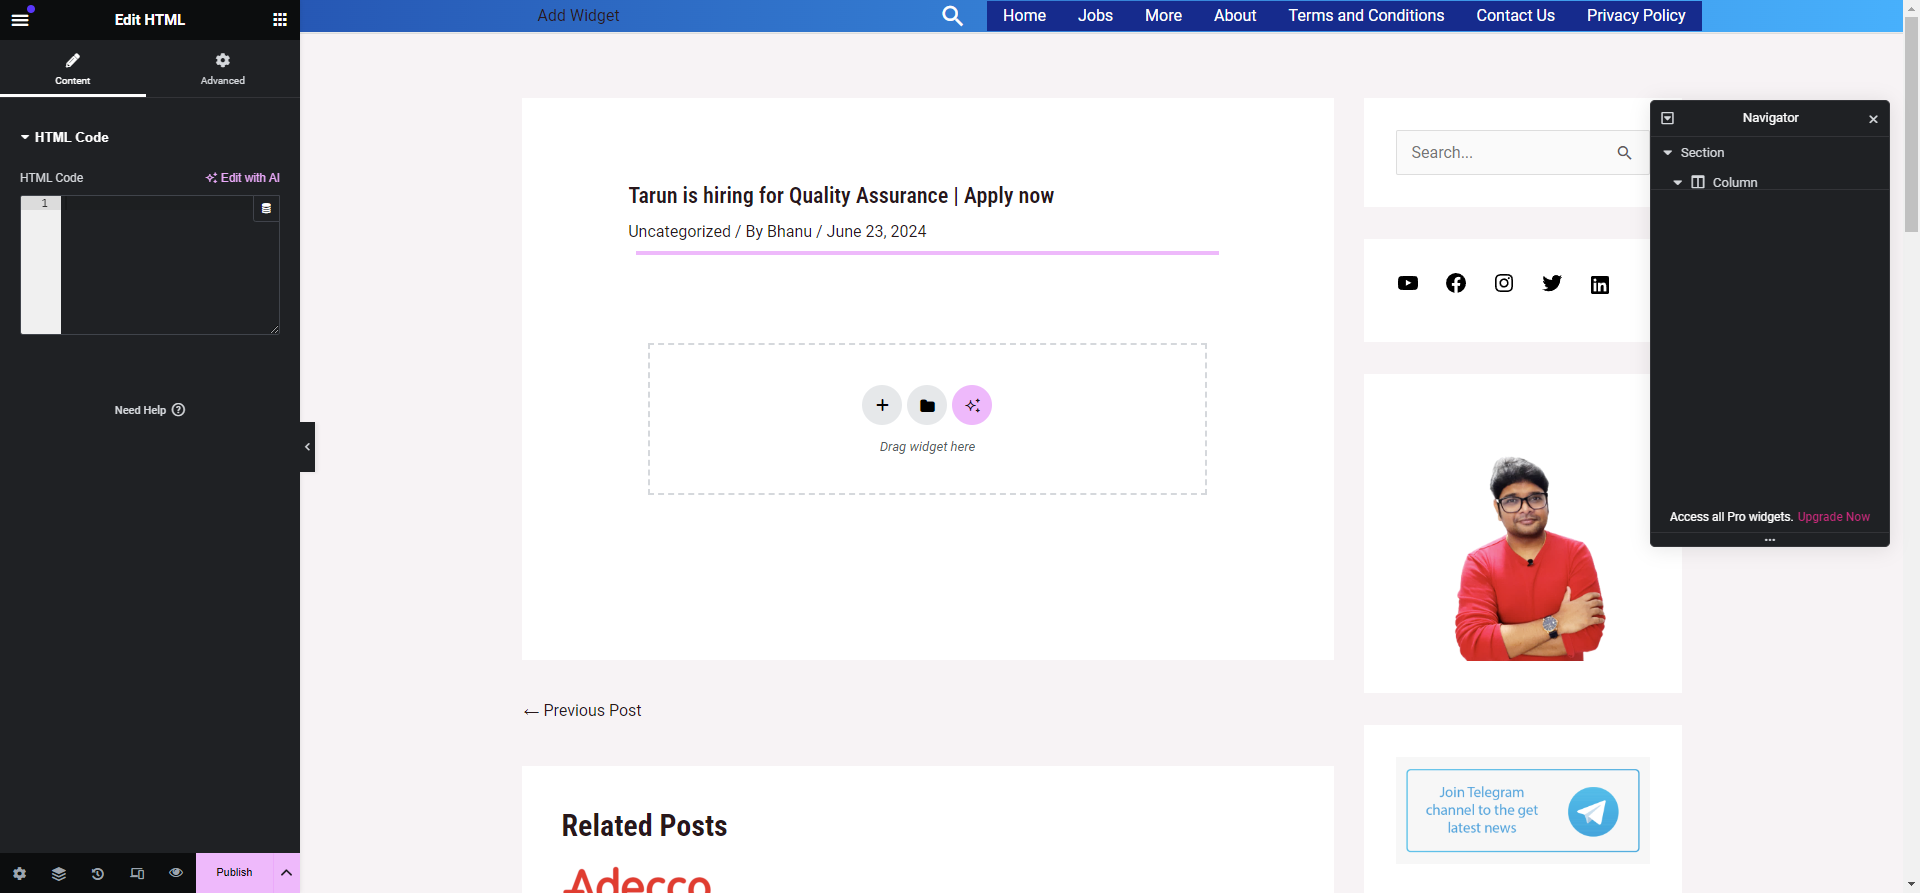 Edit HTML
Content
Advanced
HTML Code
HTML Code
Edit with AI
1
Need Help
Publish
Add Widget
Home
Jobs
More
About
Terms and Conditions
Contact Us
Privacy Policy
Tarun is hiring for Quality Assurance | Apply now
Uncategorized / By Bhanu / June 23, 2024
Drag widget here
← Previous Post
Related Posts
Adecco
Search...
Navigator
Section
Column
Access all Pro widgets. Upgrade Now
Join Telegram
channel to the get
latest news